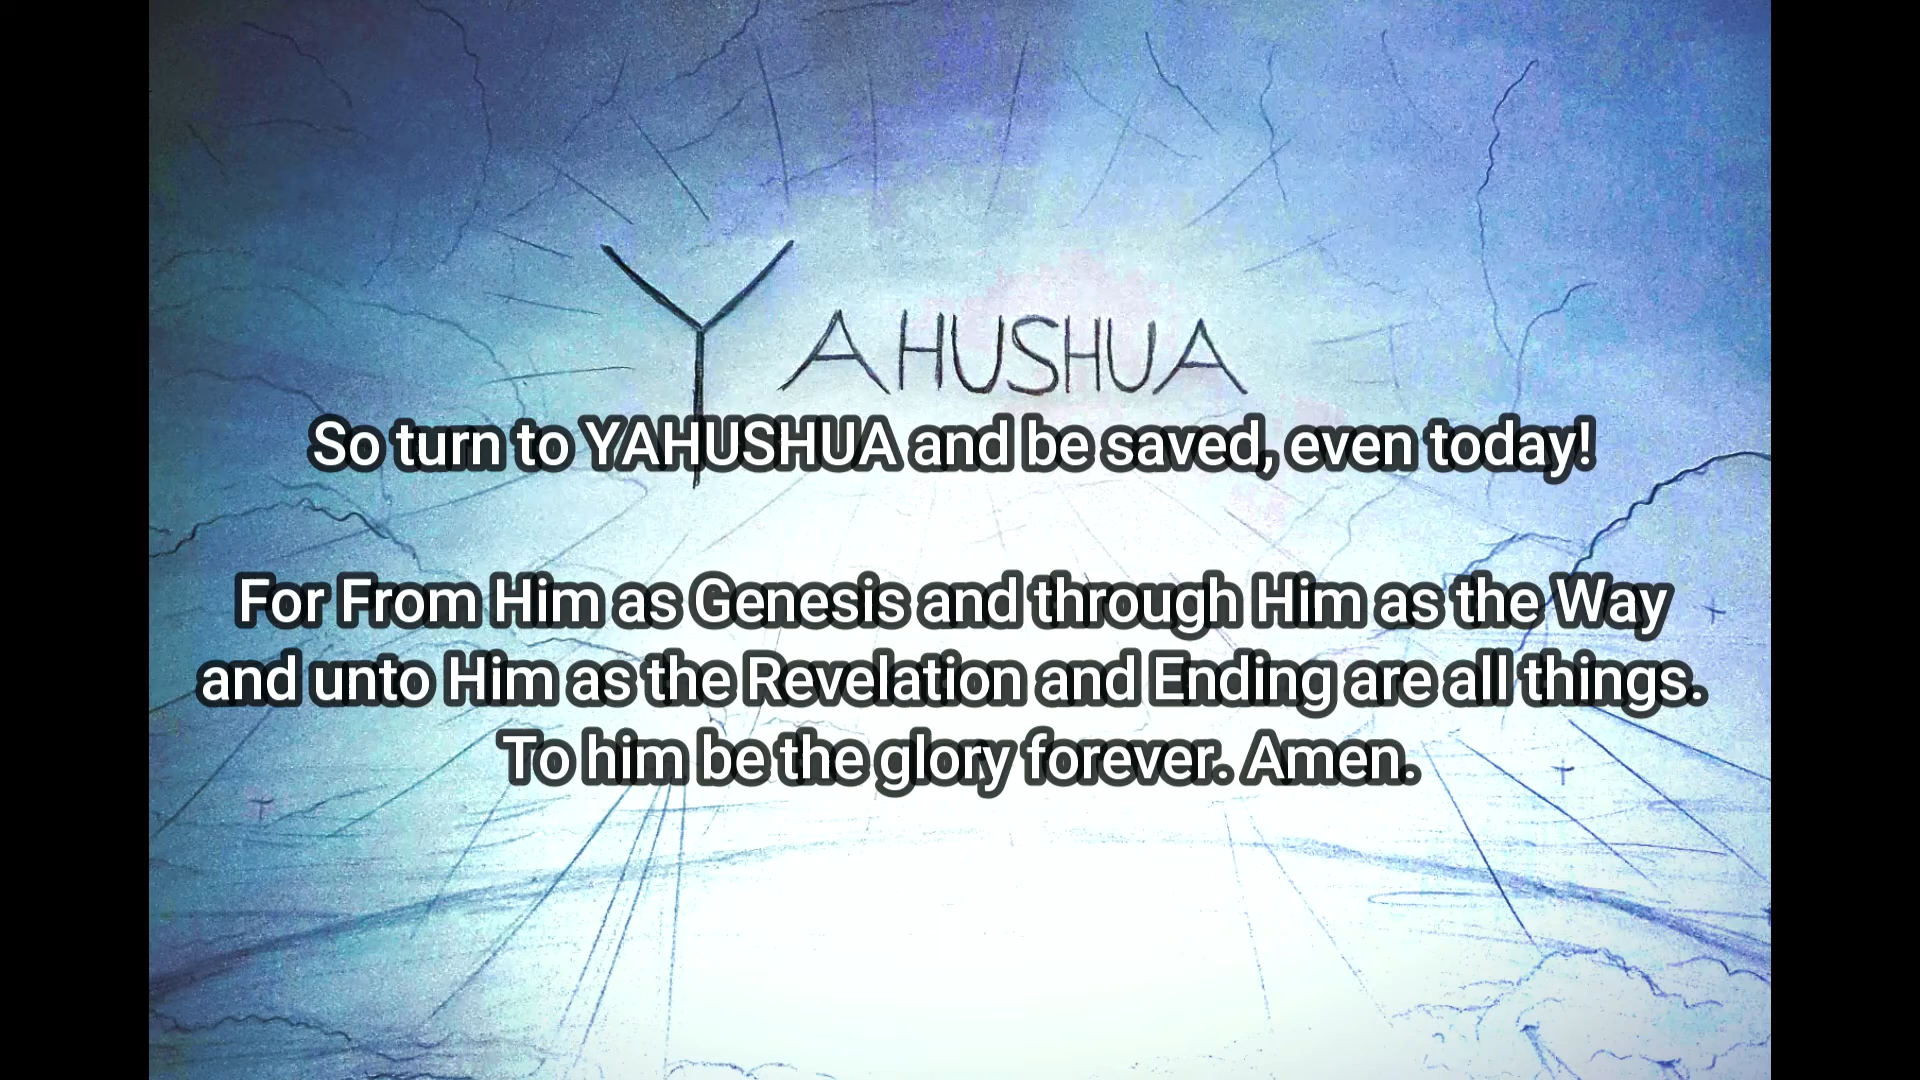 YAHUSHUA
So turn to YAHUSHUA and be saved, even today!
For From Him as Genesis and through Him as the Way
and unto Him as the Revelation and Ending are all things.
To him be the glory forever. Amen.